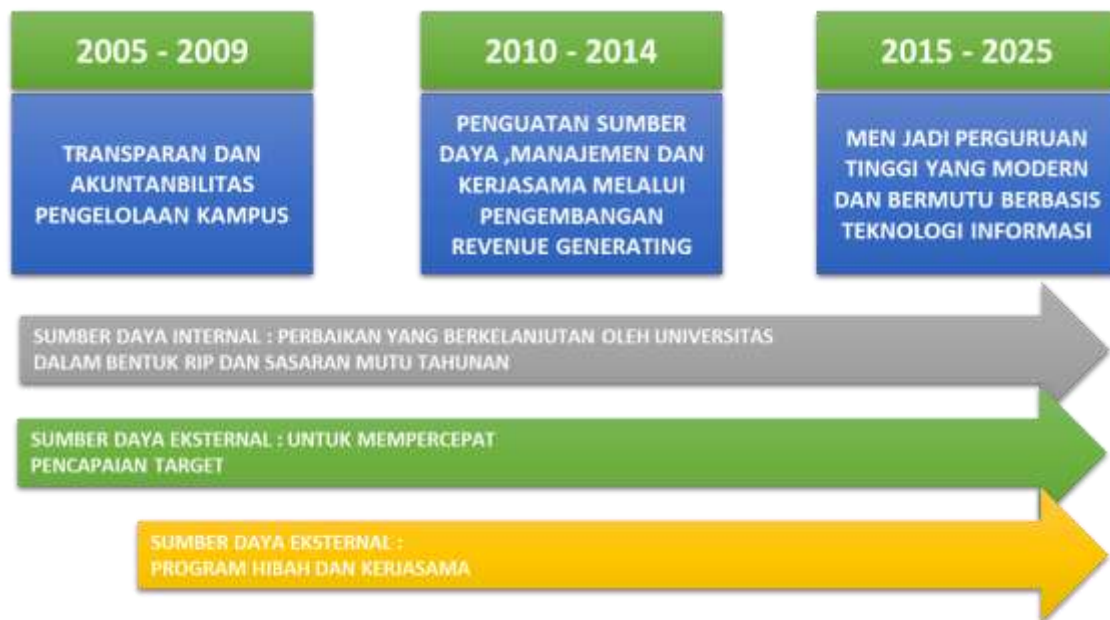 2005 - 2009
TRANSPARAN DAN
AKUNTANBILITAS
PENGELOLAAN KAMPUS
2010 - 2014
PENGUATAN SUMBER
DAYA ,MANAJEMEN DAN
KERJASAMA MELALUI
PENGEMBANGAN
REVENUE GENERATING
2015 - 2025
MEN JADI PERGURUAN
TINGGI YANG MODERN
DAN BERMUTU BERBASIS
TEKNOLOGI INFORMASI
SUMBER DAYA INTERNAL : PERBAIKAN YANG BERKELANJUTAN OLEH UNIVERSITAS
DALAM BENTUK RIP DAN SASARAN MUTU TAHUNAN
SUMBER DAYA EKSTERNAL : UNTUK MEMPERCEPAT
PENCAPAIAN TARGET
SUMBER DAYA EKSTERNAL :
PROGRAM HIBAH DAN KERJASAMA